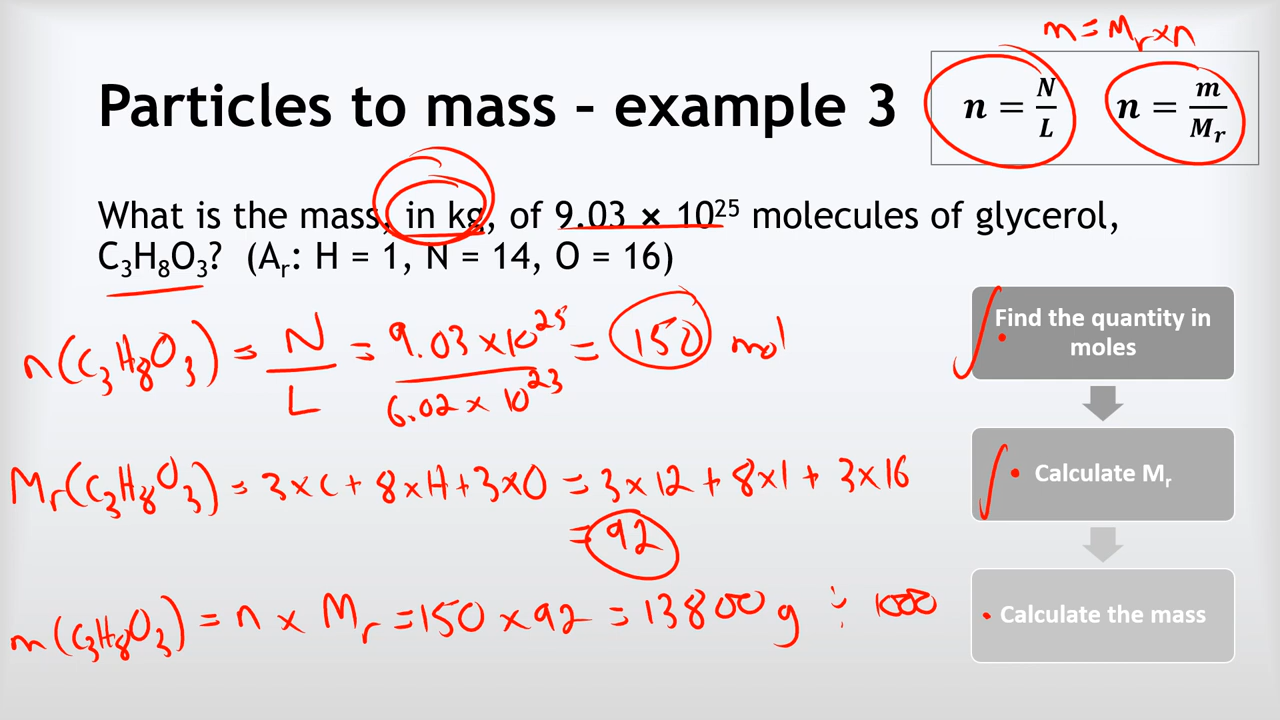 m = Mr × n
Particles to mass – example 3
n = N/L
n = m/Mr
What is the mass, in kg, of 9.03 × 10²⁵ molecules of glycerol,
C₃H₈O₃? (Aᵣ: H = 1, N = 14, O = 16)
n(C₃H₈O₃) = N/L = 9.03 × 10²⁵ / 6.02 × 10²³ = 150 mol
Mr(C₃H₈O₃) = 3×C + 8×H + 3×O = 3×12 + 8×1 + 3×16
= 92
m(C₃H₈O₃) = n × Mr = 150 × 92 = 13800 g ÷ 1000
Find the quantity in
moles
Calculate Mᵣ
Calculate the mass